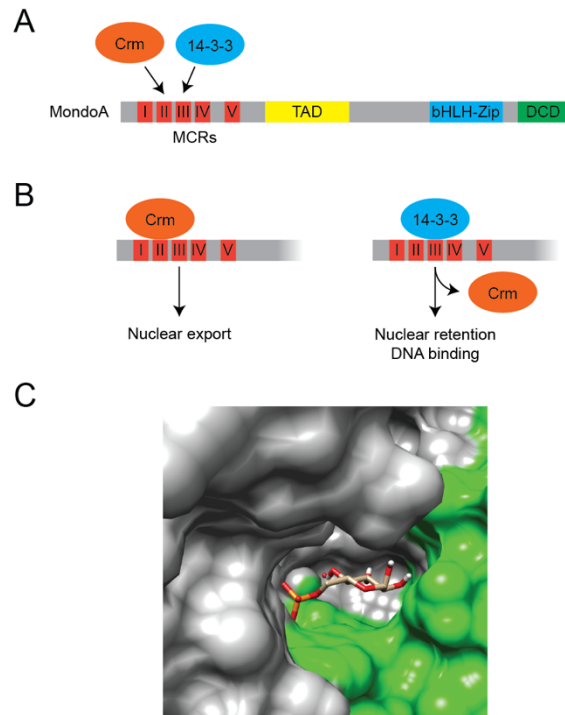 A
Crm 14-3-3
MondoA I II III IV V TAD bHLH-Zip DCD
MCRs
B
Crm 14-3-3
I II III IV V I II III IV V
Crm
Nuclear export Nuclear retention
DNA binding
C